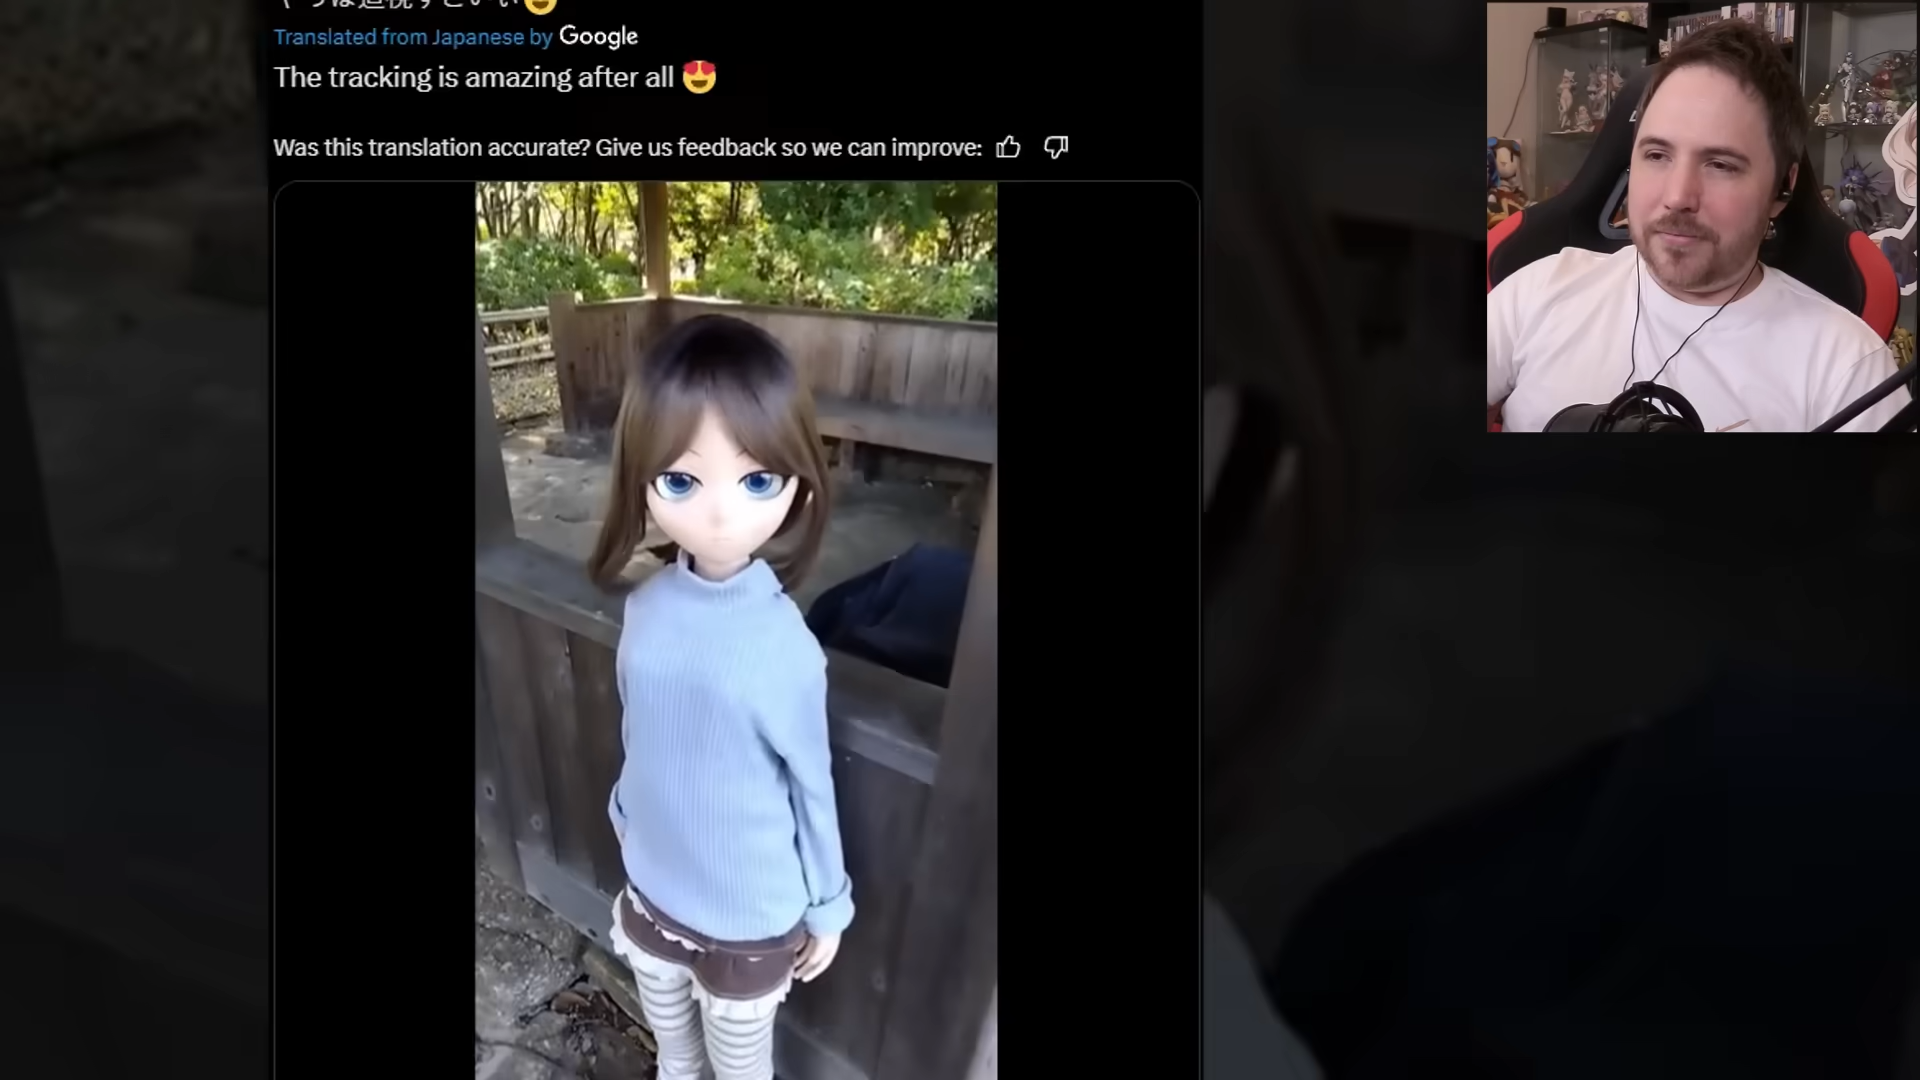 Translated from Japanese by Google
The tracking is amazing after all 😍
Was this translation accurate? Give us feedback so we can improve: